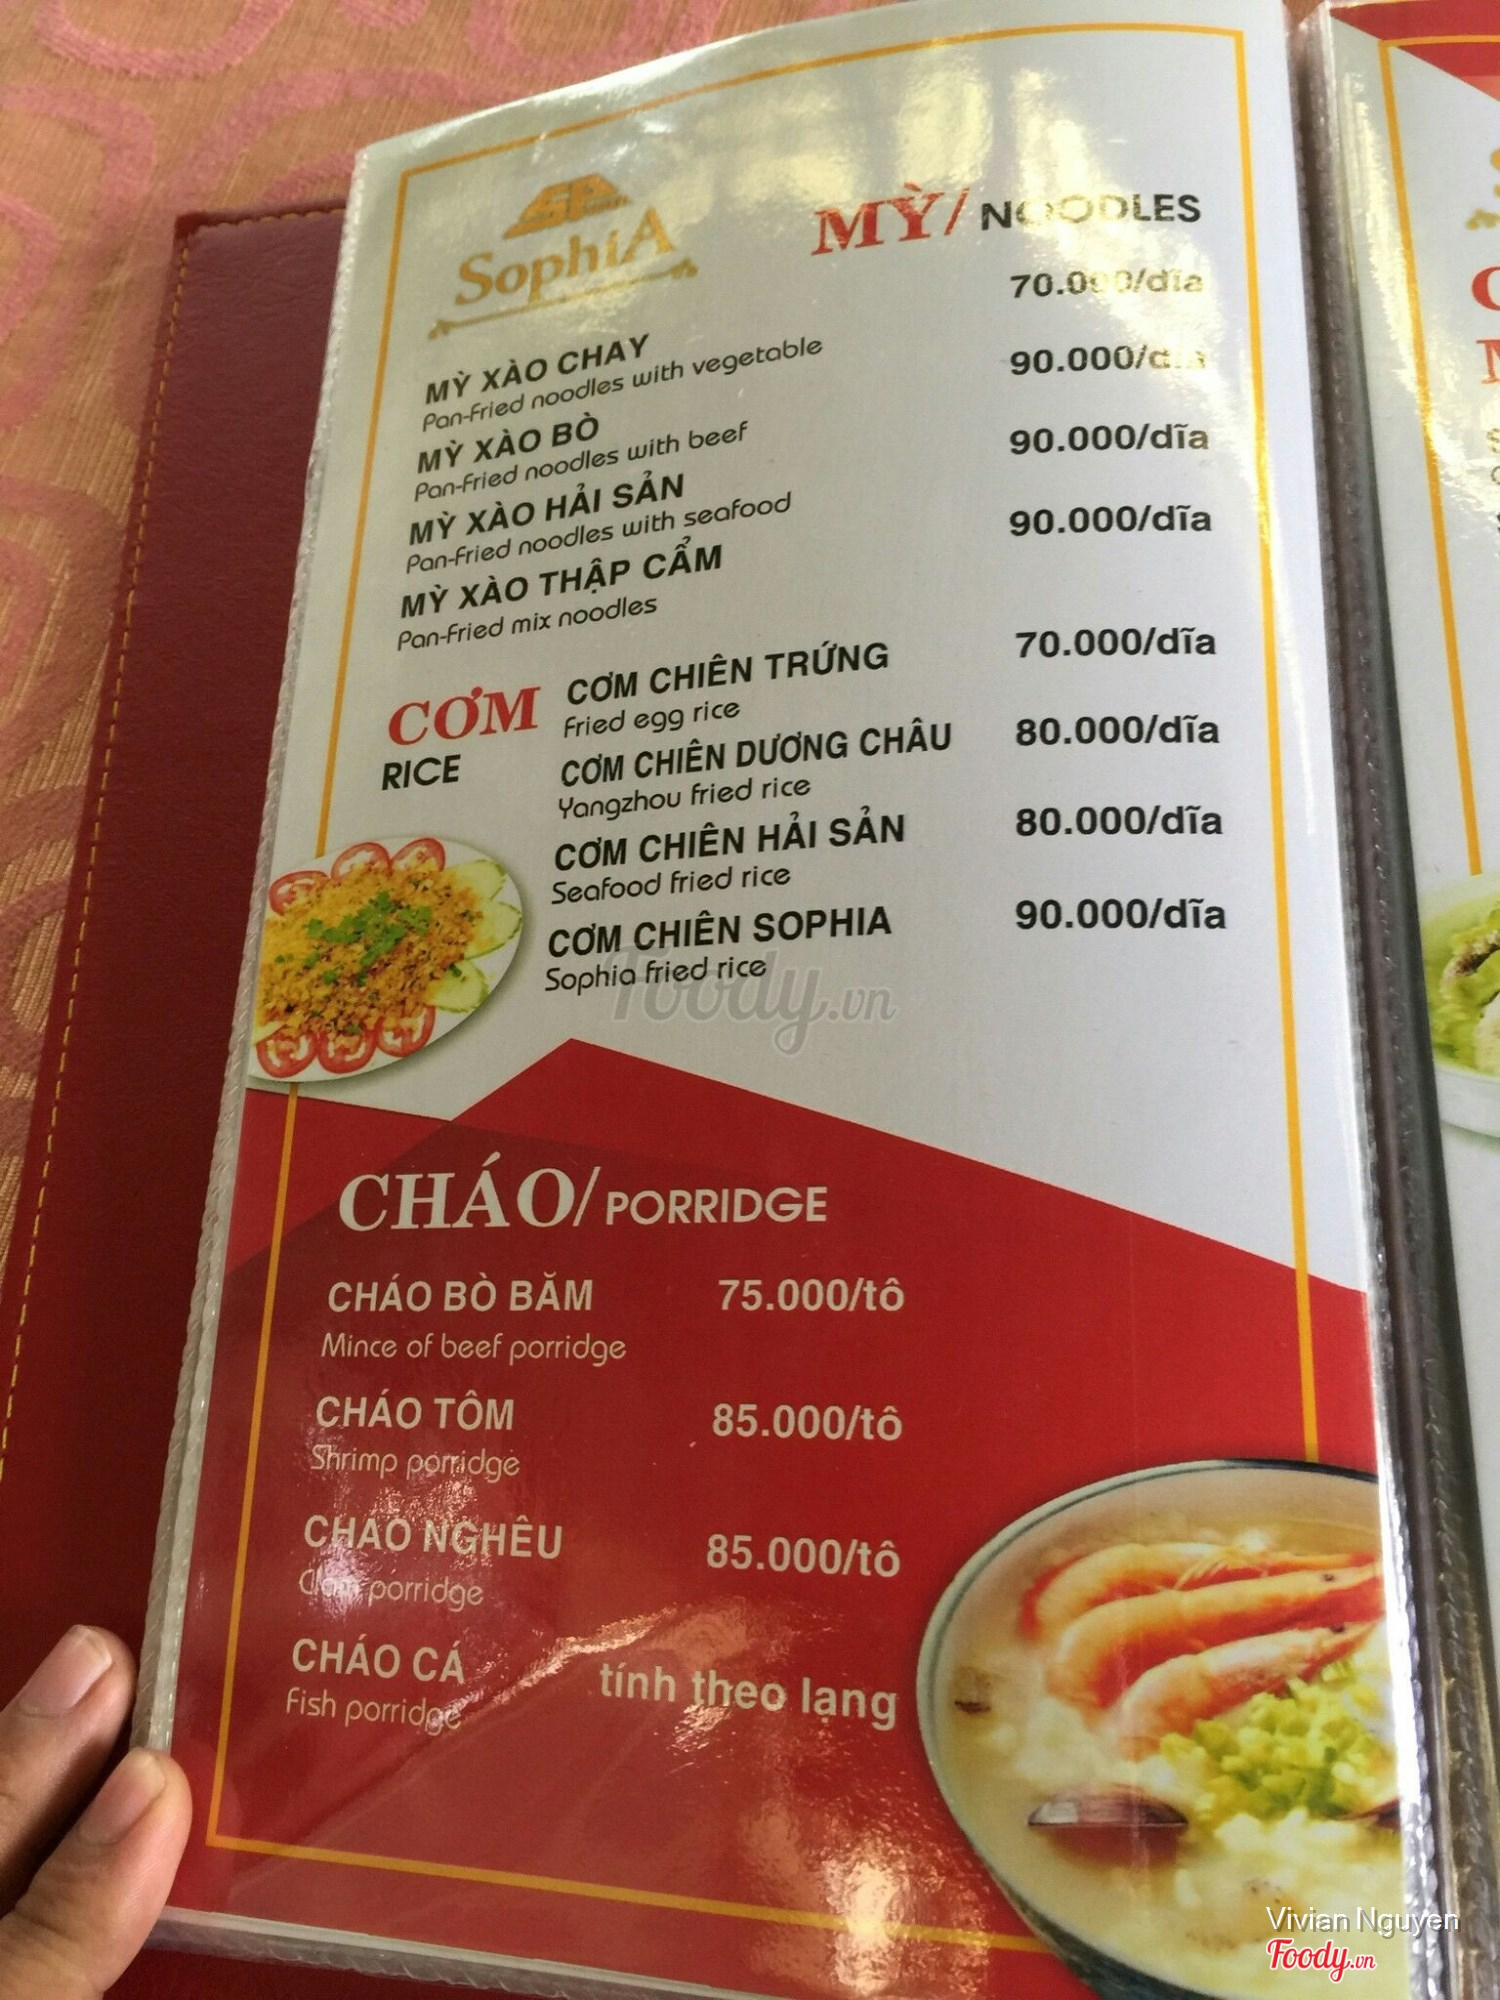 SophiA
MỲ/ NOODLES
MỲ XÀO CHAY 70.000/dĩa
Pan-Fried noodles with vegetable
MỲ XÀO BÒ 90.000/dĩa
Pan-Fried noodles with beef
MỲ XÀO HẢI SẢN 90.000/dĩa
Pan-Fried noodles with seafood
MỲ XÀO THẬP CẨM 90.000/dĩa
Pan-Fried mix noodles
CƠM
RICE
CƠM CHIÊN TRỨNG 70.000/dĩa
Fried egg rice
CƠM CHIÊN DƯƠNG CHÂU 80.000/dĩa
Yangzhou fried rice
CƠM CHIÊN HẢI SẢN 80.000/dĩa
Seafood fried rice
CƠM CHIÊN SOPHIA 90.000/dĩa
Sophia fried rice
Foody.vn
CHÁO/ PORRIDGE
CHÁO BÒ BĂM 75.000/tô
Mince of beef porridge
CHÁO TÔM 85.000/tô
Shrimp porridge
CHÁO NGHÊU 85.000/tô
Clam porridge
CHÁO CÁ tính theo lạng
Fish porridge
Vivian Nguyen
Foody.vn